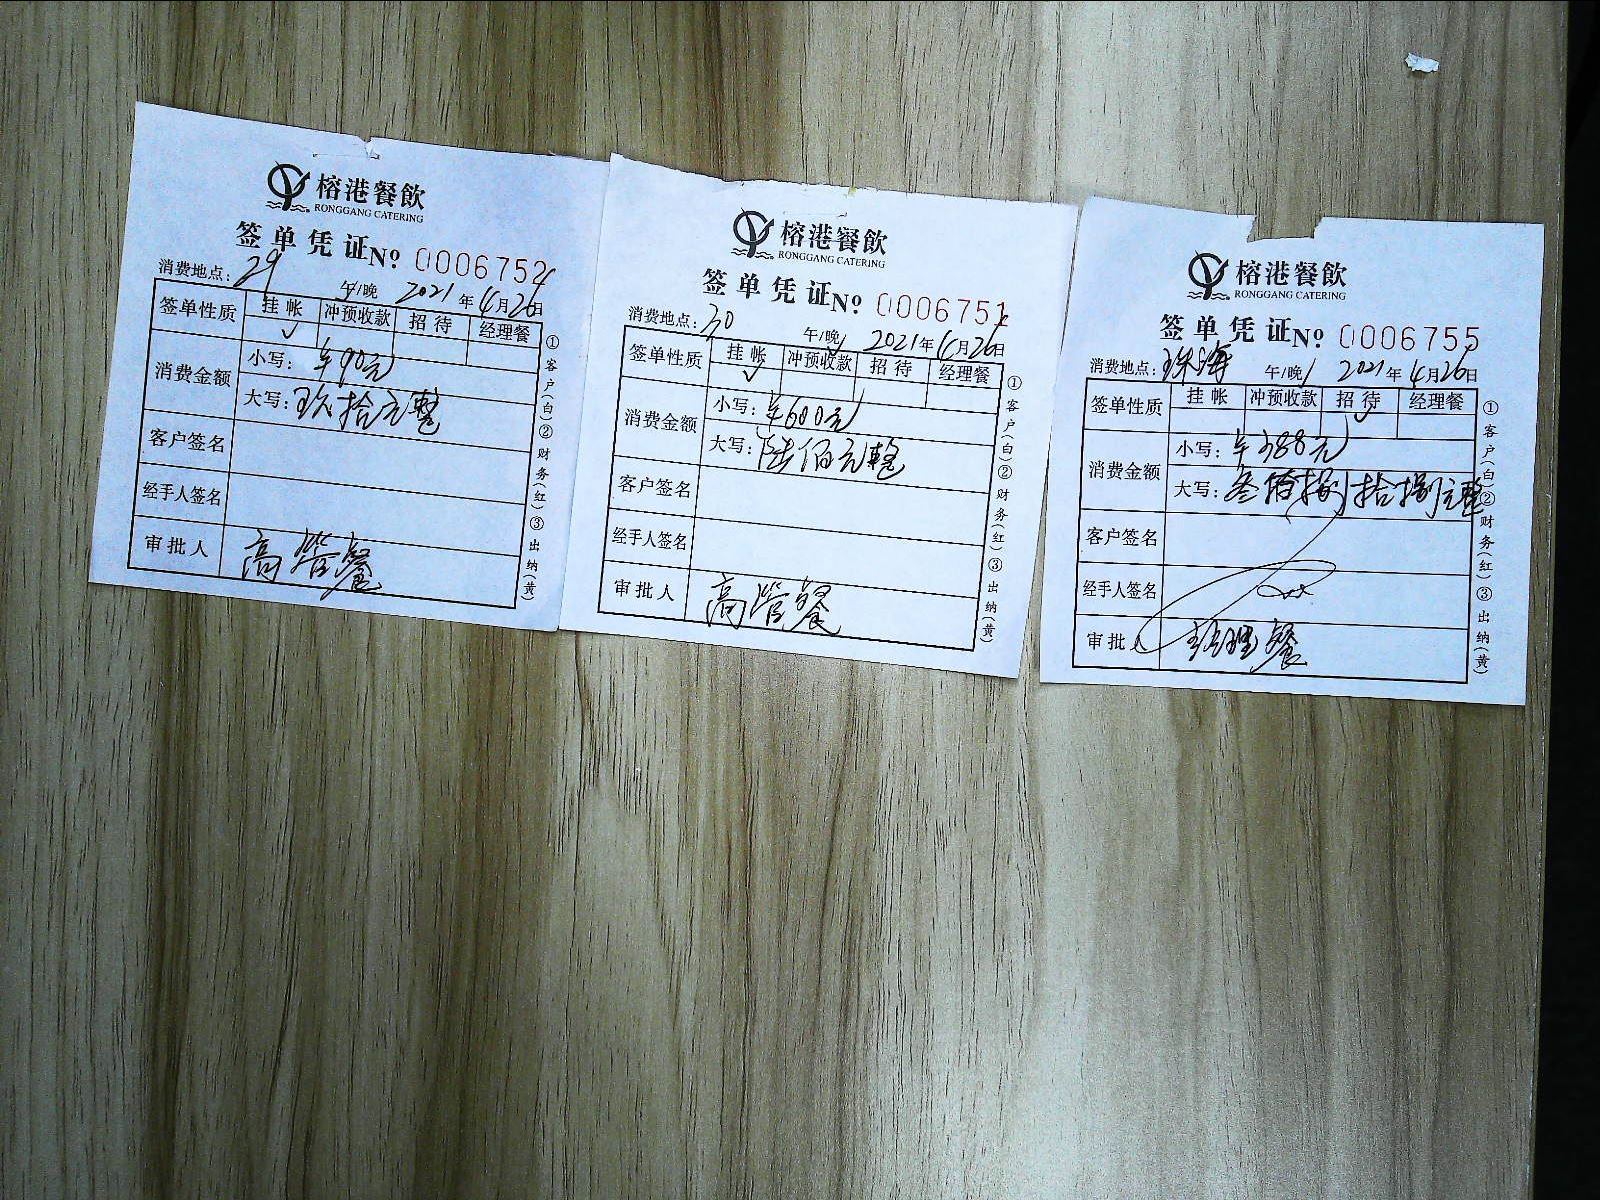 榕港餐飲
RONGGANG CATERING
签单凭证 No 0006752
消费地点: 29 午/晚 2021年4月26日
签单性质 挂帐 冲预收款 招待 经理餐
✓
消费金额 小写: ¥90元
大写: 玖拾元整
客户签名
经手人签名
审批人 高管餐
①客户(白)②财务(红)③出纳(黄)
榕港餐飲
RONGGANG CATERING
签单凭证 No 0006751
消费地点: 30 午/晚 2021年4月26日
签单性质 挂帐 冲预收款 招待 经理餐
✓
消费金额 小写: ¥600元
大写: 陆佰元整
客户签名
经手人签名
审批人 高管餐
①客户(白)②财务(红)③出纳(黄)
榕港餐飲
RONGGANG CATERING
签单凭证 No 0006755
消费地点: 珠海 午/晚 2021年4月26日
签单性质 挂帐 冲预收款 招待 经理餐
✓
消费金额 小写: ¥388元
大写: 叁佰捌拾捌元整
客户签名
经手人签名
审批人 经理餐
①客户(白)②财务(红)③出纳(黄)